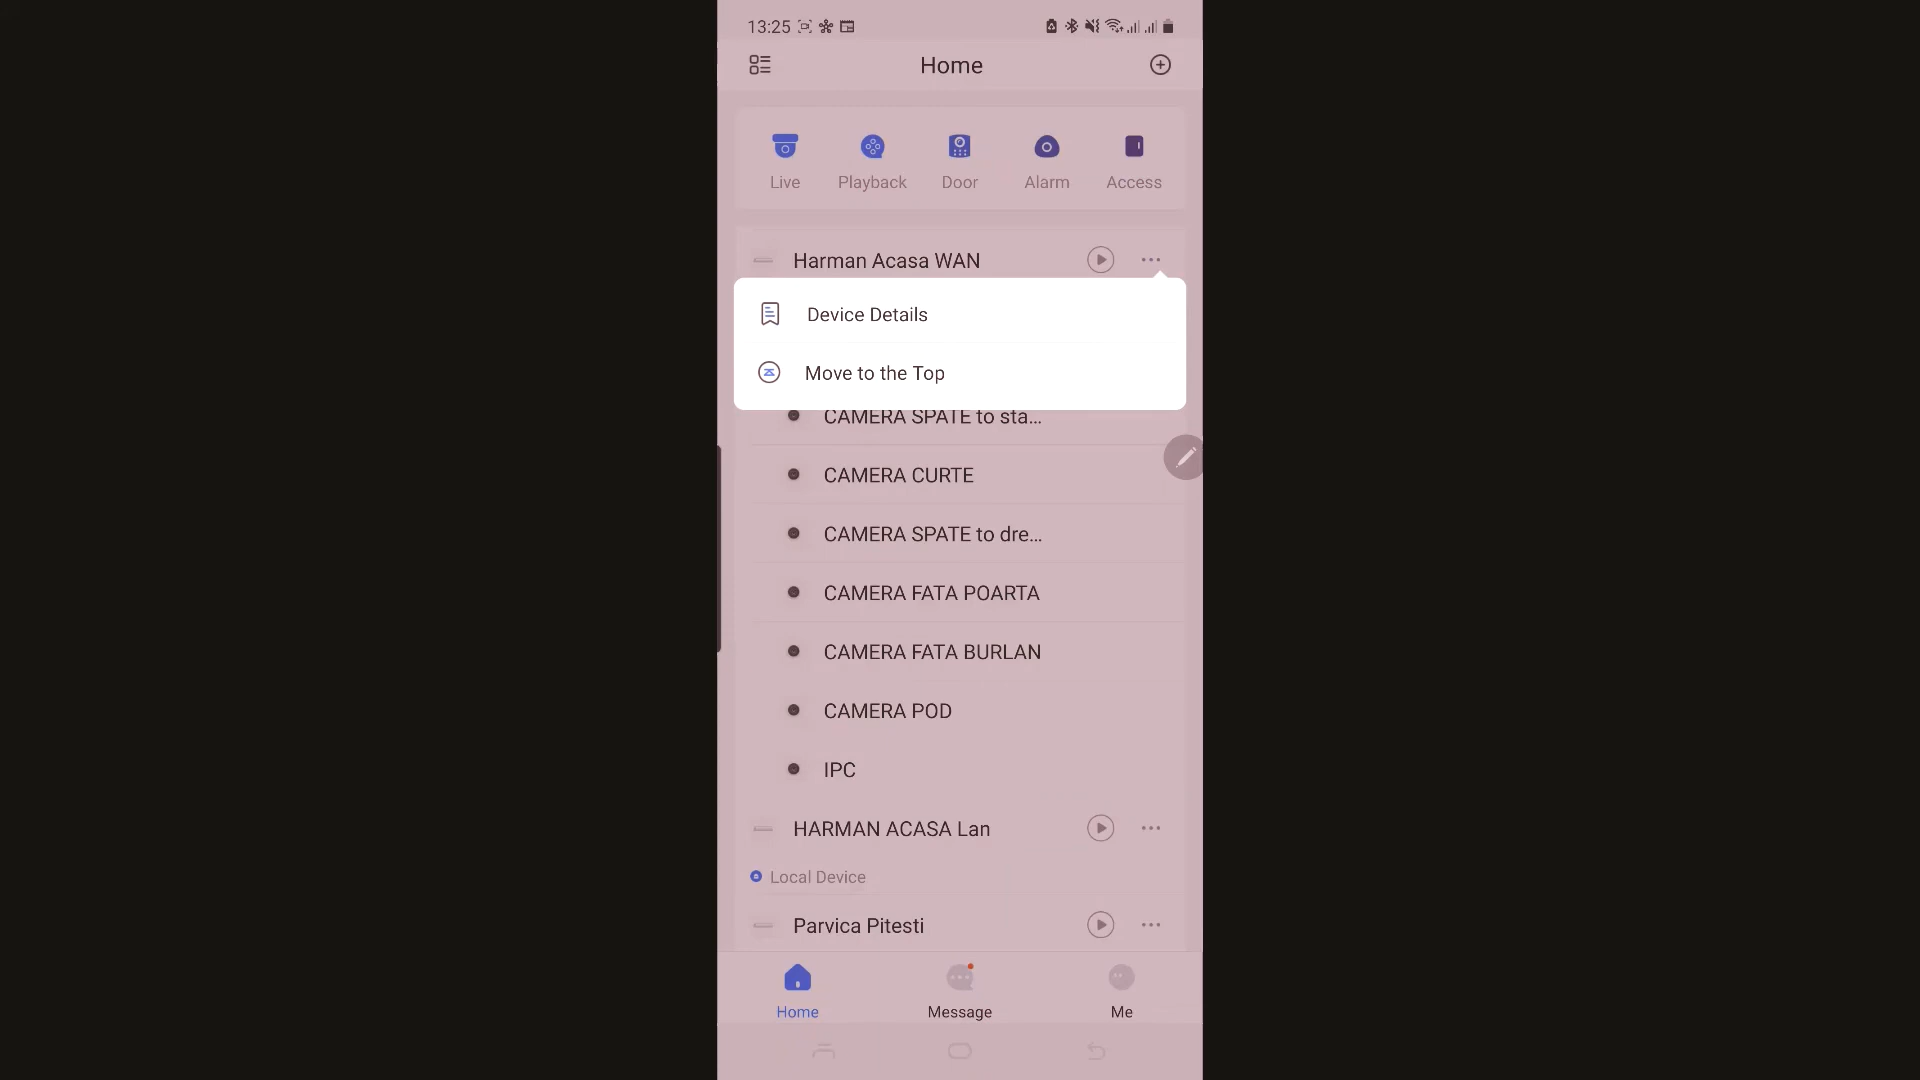 13:25
Home
Live Playback Door Alarm Access
Harman Acasa WAN
Device Details
Move to the Top
CAMERA SPATE to sta...
CAMERA CURTE
CAMERA SPATE to dre...
CAMERA FATA POARTA
CAMERA FATA BURLAN
CAMERA POD
IPC
HARMAN ACASA Lan
Local Device
Parvica Pitesti
Home Message Me